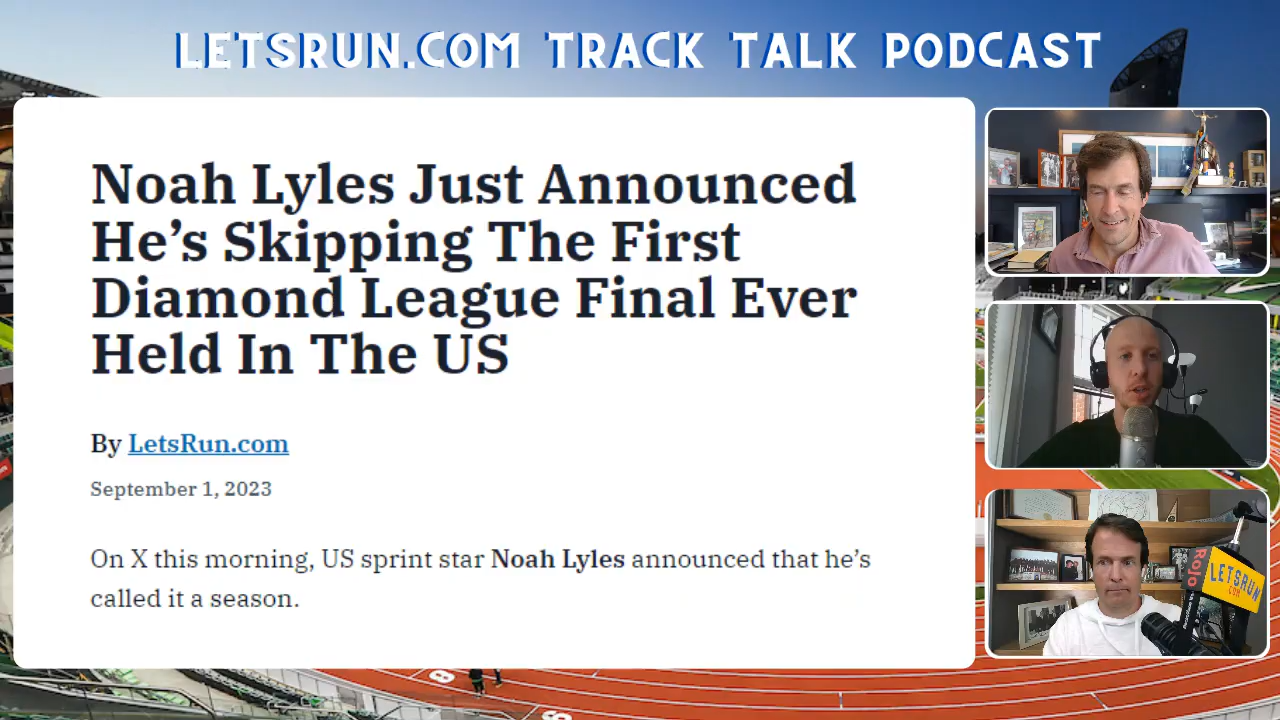 LETSRUN.COM TRACK TALK PODCAST
Noah Lyles Just Announced
He’s Skipping The First
Diamond League Final Ever
Held In The US
By LetsRun.com
September 1, 2023
On X this morning, US sprint star Noah Lyles announced that he’s
called it a season.
Rojo
LETSRUN
.COM
8